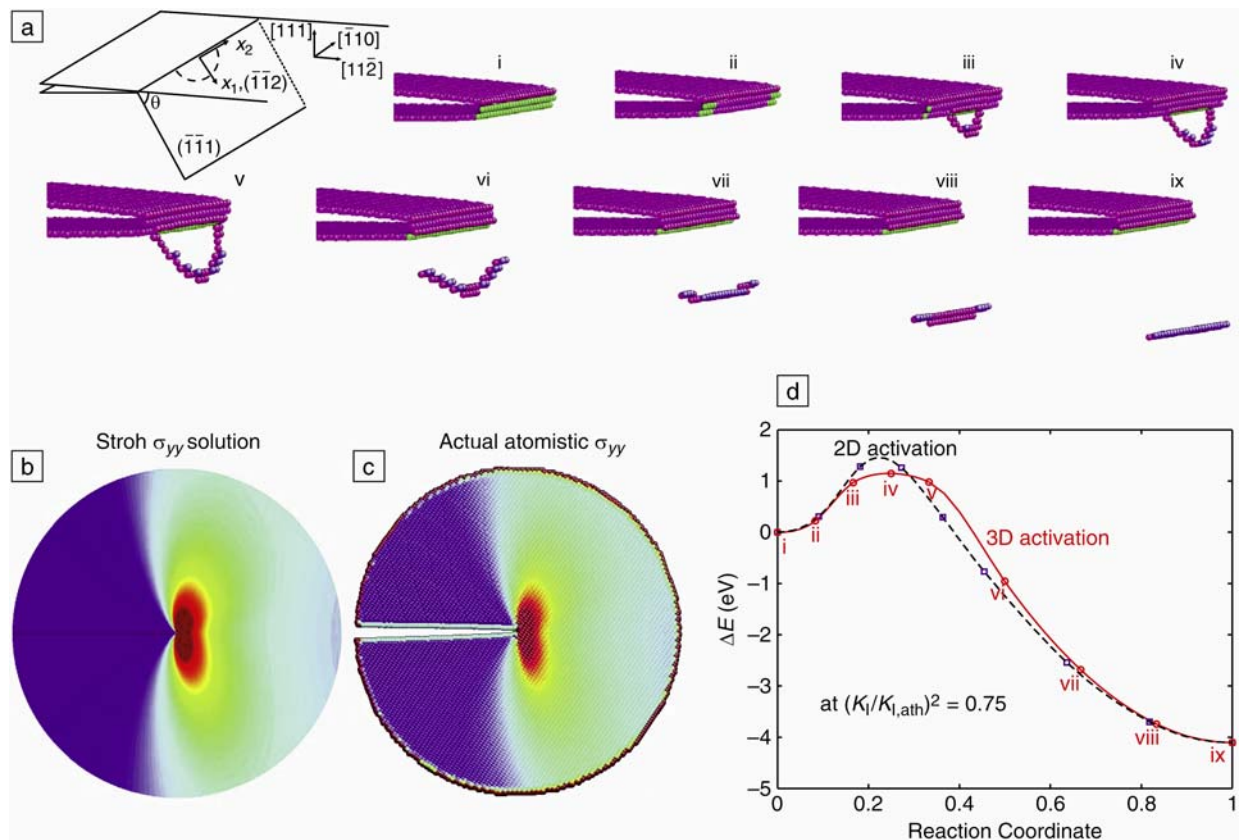 a
[111]
[1̅10]
[112̅]
x₂
x₁,(1̅1̅2)
θ
(1̅1̅1)
i
ii
iii
iv
v
vi
vii
viii
ix
b
Stroh σyy solution
c
Actual atomistic σyy
d
2
1
0
−1
−2
−3
−4
−5
ΔE (eV)
2D activation
3D activation
i
ii
iii
iv
v
vi
vii
viii
ix
at (KI/KI,ath)² = 0.75
0
0.2
0.4
0.6
0.8
1
Reaction Coordinate